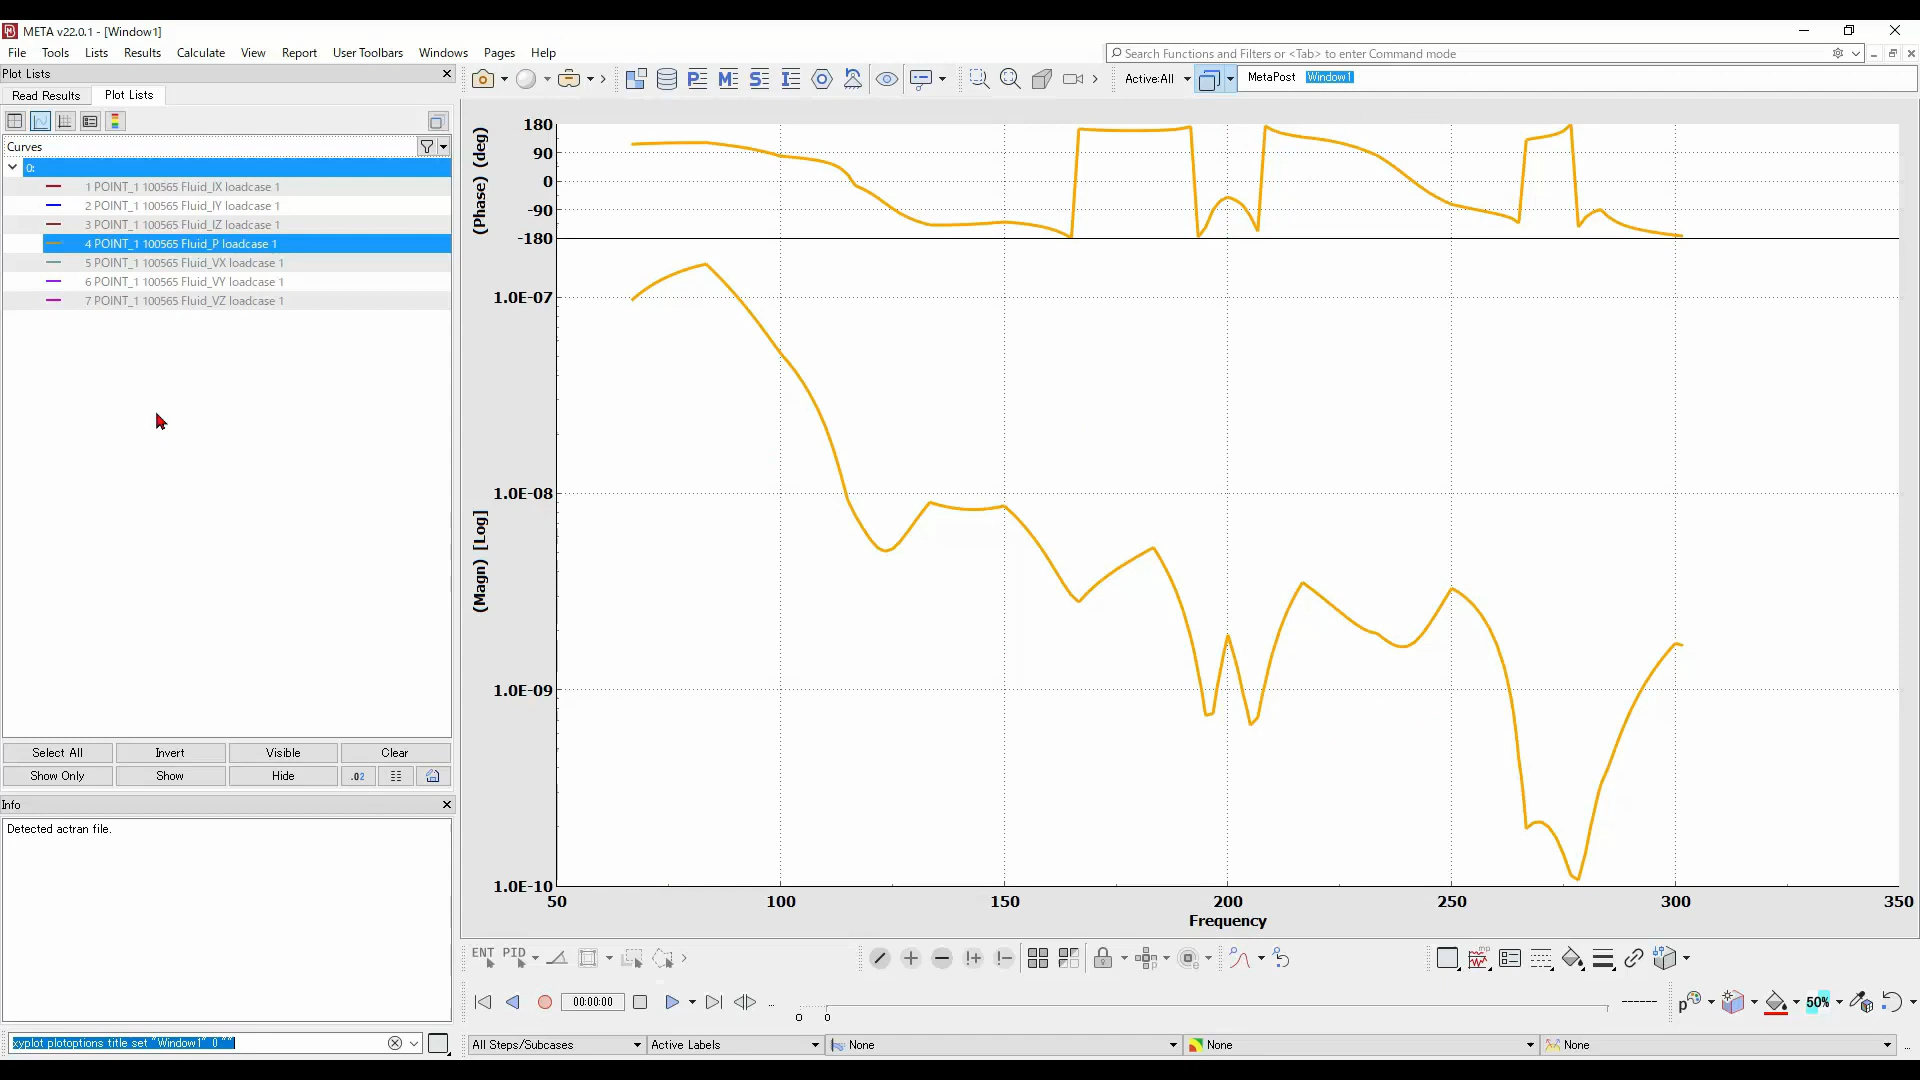 META v22.0.1 - [Window1]
File Tools Lists Results Calculate View Report User Toolbars Windows Pages Help
Search Functions and Filters or <Tab> to enter Command mode
Plot Lists
Active:All
MetaPost Window1
Read Results Plot Lists
Curves
0:
1 POINT_1 100565 Fluid_IX loadcase 1
2 POINT_1 100565 Fluid_IY loadcase 1
3 POINT_1 100565 Fluid_IZ loadcase 1
4 POINT_1 100565 Fluid_P loadcase 1
5 POINT_1 100565 Fluid_VX loadcase 1
6 POINT_1 100565 Fluid_VY loadcase 1
7 POINT_1 100565 Fluid_VZ loadcase 1
Select All Invert Visible Clear
Show Only Show Hide .02
Info
Detected actran file.
xyplot plotoptions title set "Window1" 0 ""
(Phase) (deg)
180
90
0
-90
-180
(Magn) [Log]
1.0E-07
1.0E-08
1.0E-09
1.0E-10
50 100 150 200 250 300 350
Frequency
ENT PID
00:00:00
...
0 0
------
50%
All Steps/Subcases Active Labels None None None ...